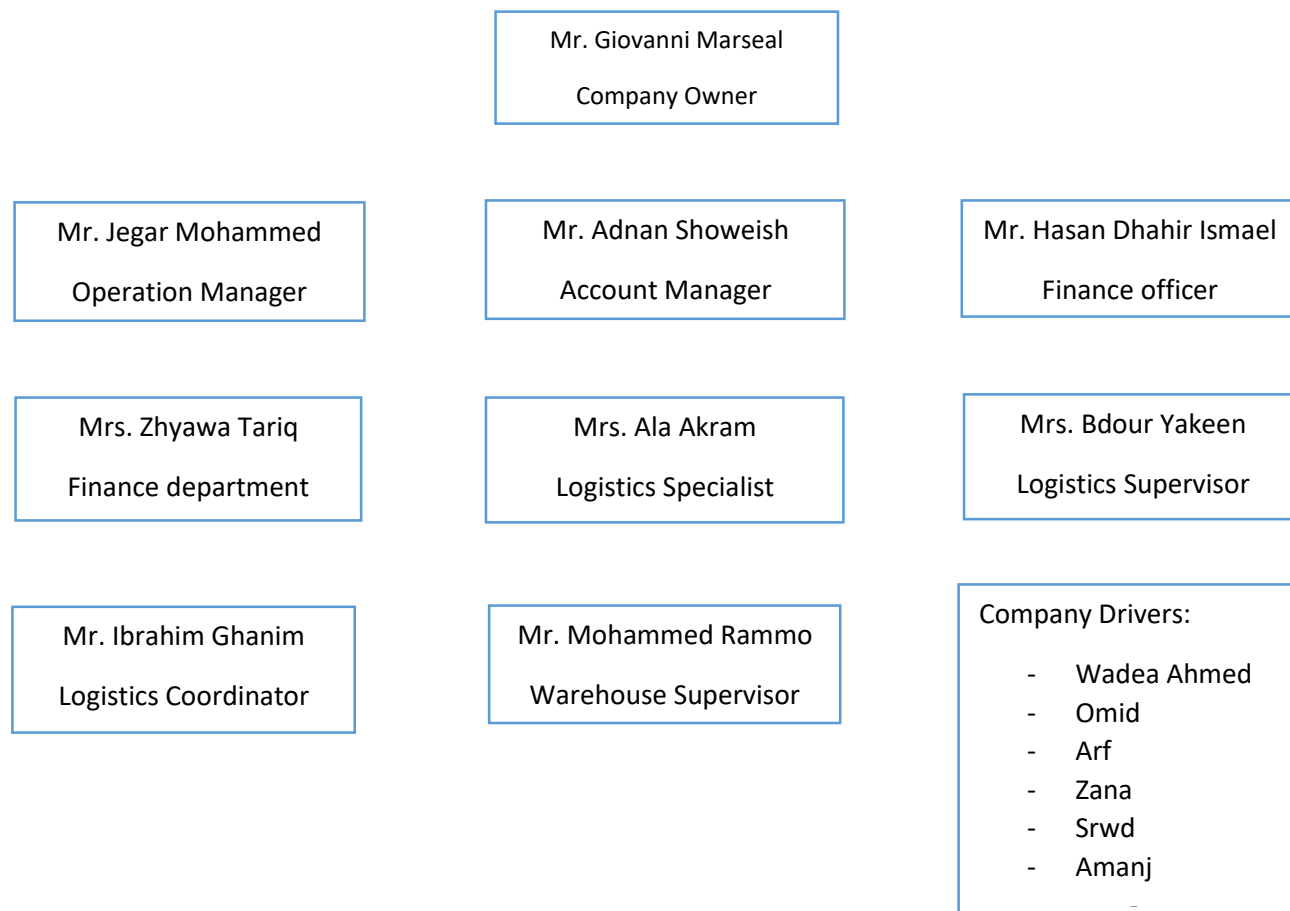 Mr. Giovanni Marseal
Company Owner
Mr. Jegar Mohammed
Operation Manager
Mr. Adnan Showeish
Account Manager
Mr. Hasan Dhahir Ismael
Finance officer
Mrs. Zhyawa Tariq
Finance department
Mrs. Ala Akram
Logistics Specialist
Mrs. Bdour Yakeen
Logistics Supervisor
Mr. Ibrahim Ghanim
Logistics Coordinator
Mr. Mohammed Rammo
Warehouse Supervisor
Company Drivers:
- Wadea Ahmed
- Omid
- Arf
- Zana
- Srwd
- Amanj